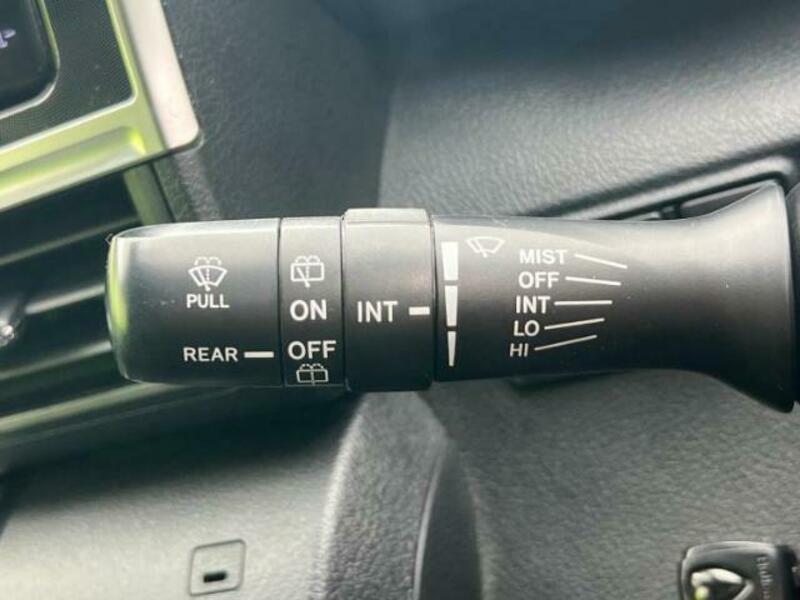 PULL
REAR
ON
OFF
INT
MIST
OFF
INT
LO
HI